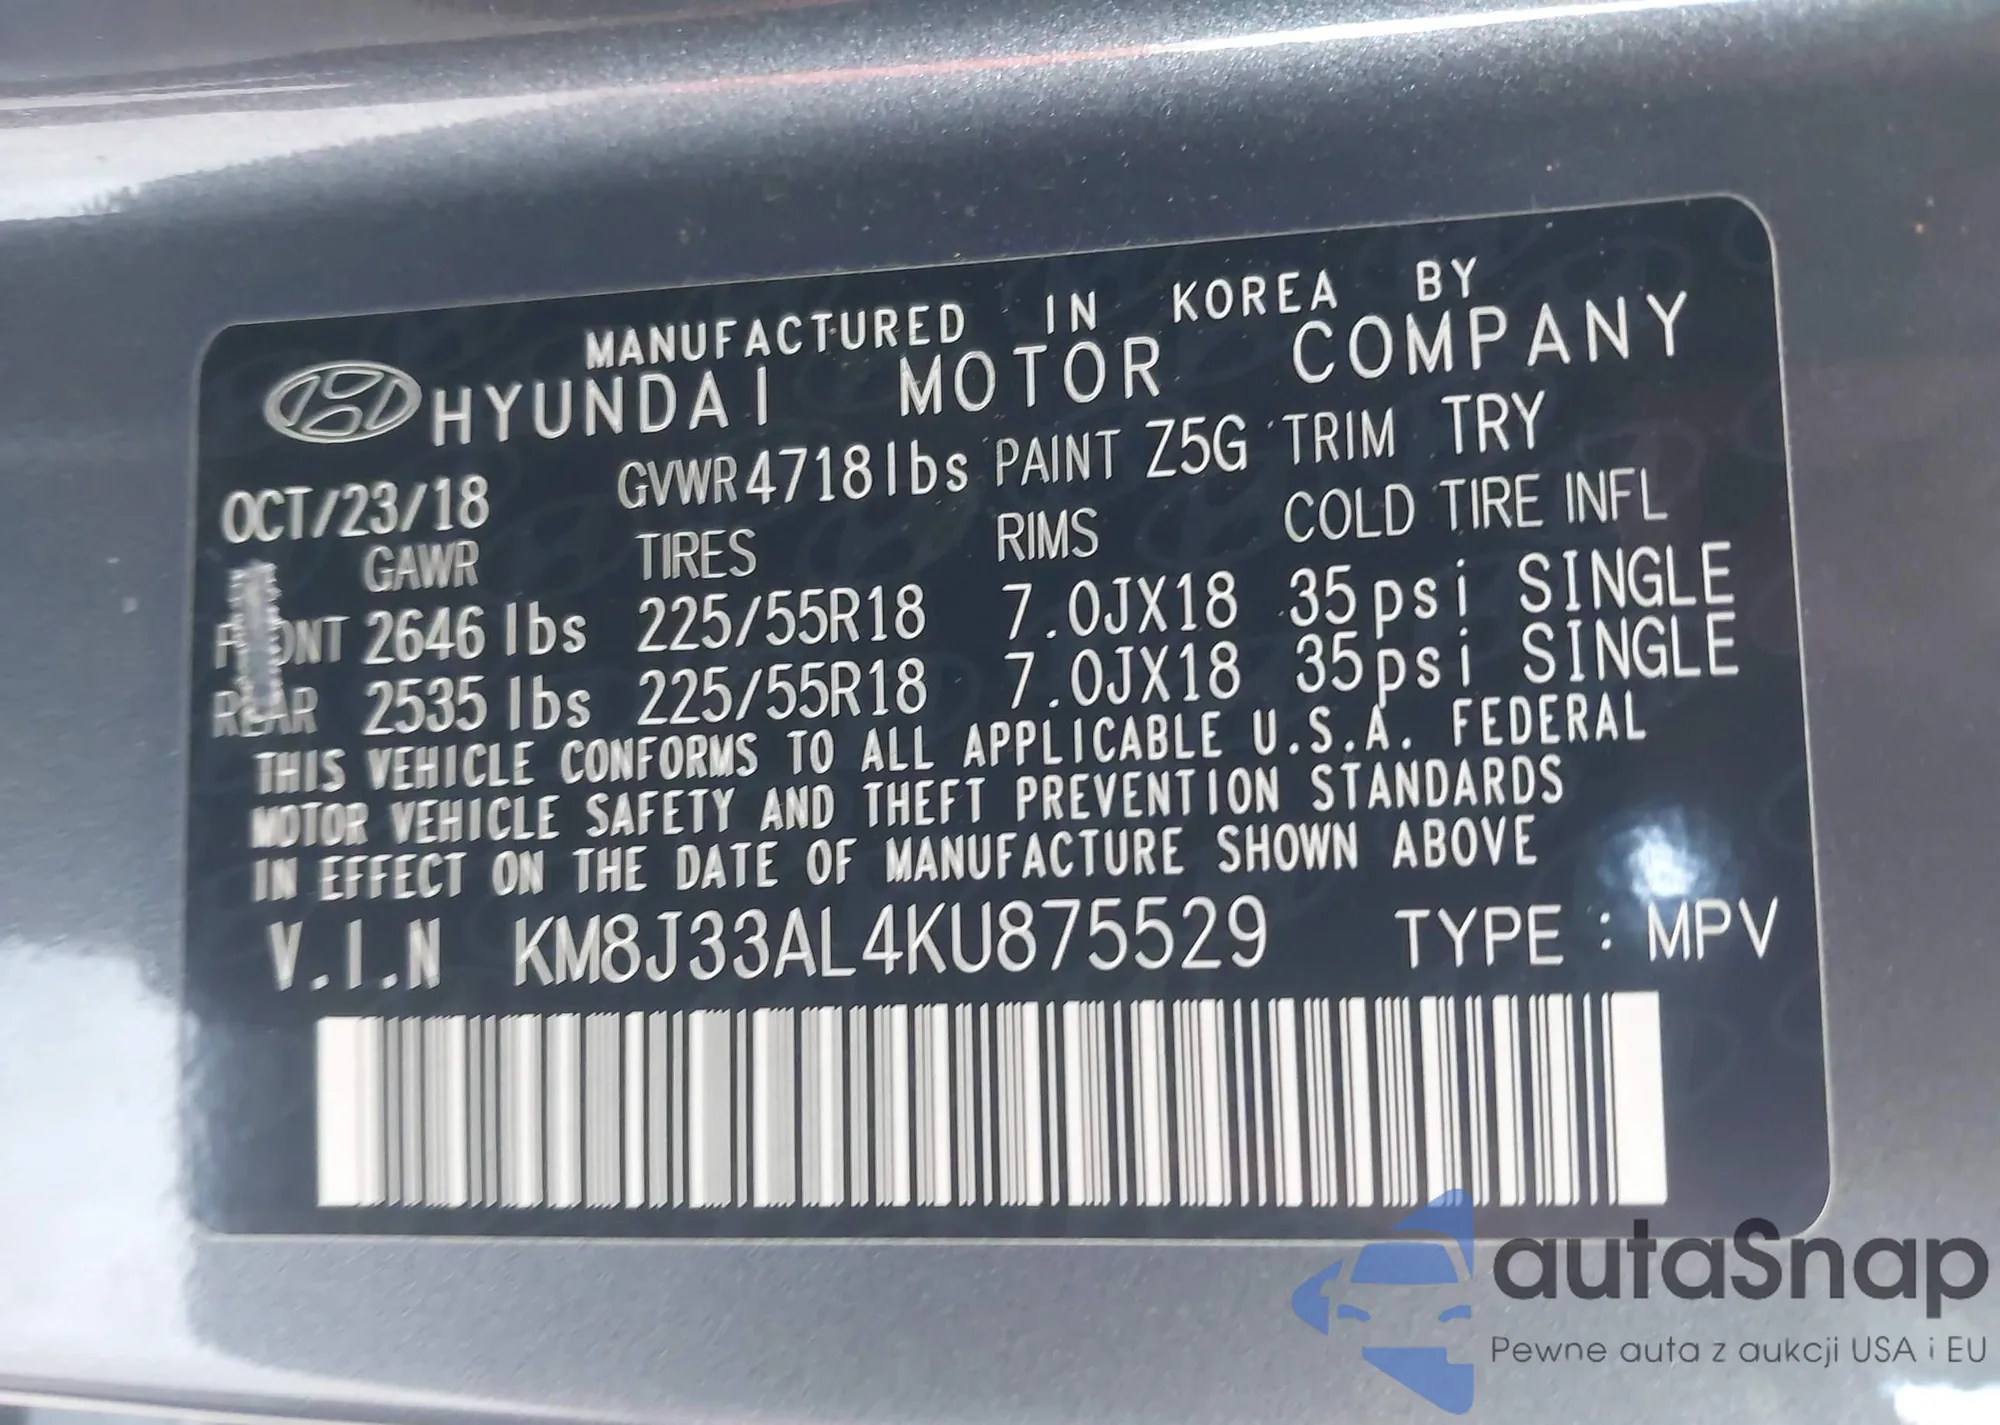 MANUFACTURED IN KOREA BY
HYUNDAI MOTOR COMPANY
OCT/23/18 GVWR 4718lbs PAINT Z5G TRIM TRY
GAWR TIRES RIMS COLD TIRE INFL
FRONT 2646 lbs 225/55R18 7.0JX18 35psi SINGLE
REAR 2535 lbs 225/55R18 7.0JX18 35psi SINGLE
THIS VEHICLE CONFORMS TO ALL APPLICABLE U.S.A. FEDERAL
MOTOR VEHICLE SAFETY AND THEFT PREVENTION STANDARDS
IN EFFECT ON THE DATE OF MANUFACTURE SHOWN ABOVE
V.I.N KM8J33AL4KU875529 TYPE : MPV
autaSnap
Pewne auta z aukcji USA i EU